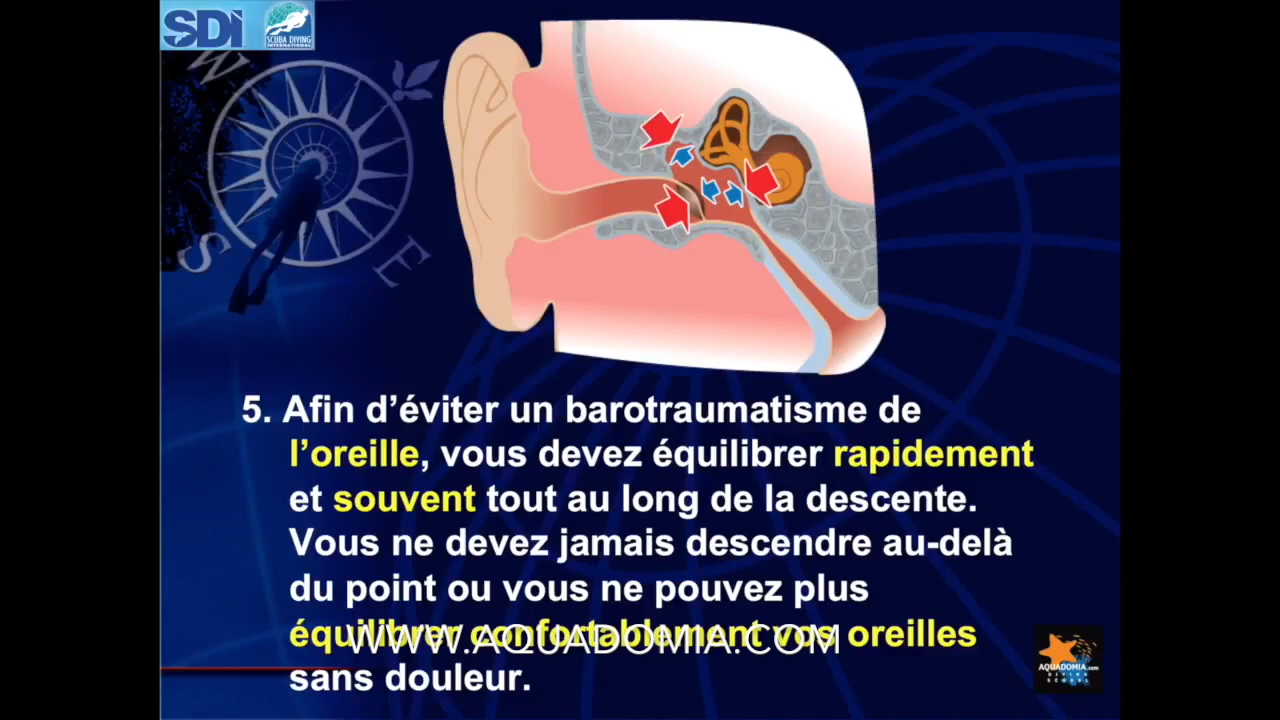 SDI
SCUBA DIVING
INTERNATIONAL
W
S
E
5. Afin d’éviter un barotraumatisme de
l’oreille, vous devez équilibrer rapidement
et souvent tout au long de la descente.
Vous ne devez jamais descendre au-delà
du point ou vous ne pouvez plus
équilibrer confortablement vos oreilles
WWW.AQUADOMIA.COM
sans douleur.
AQUADOMIA.com
DIVING
SCHOOL